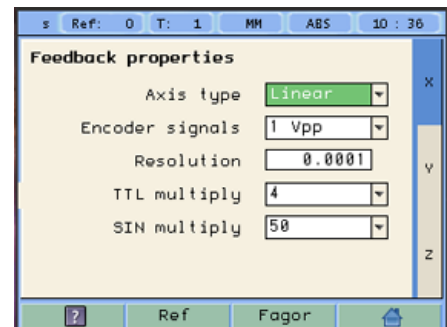 s Ref: 0 T: 1 MM ABS 10 : 36
Feedback properties
Axis type Linear
Encoder signals 1 Vpp
Resolution 0.0001
TTL multiply 4
SIN multiply 50
X
Y
Z
? Ref Fagor